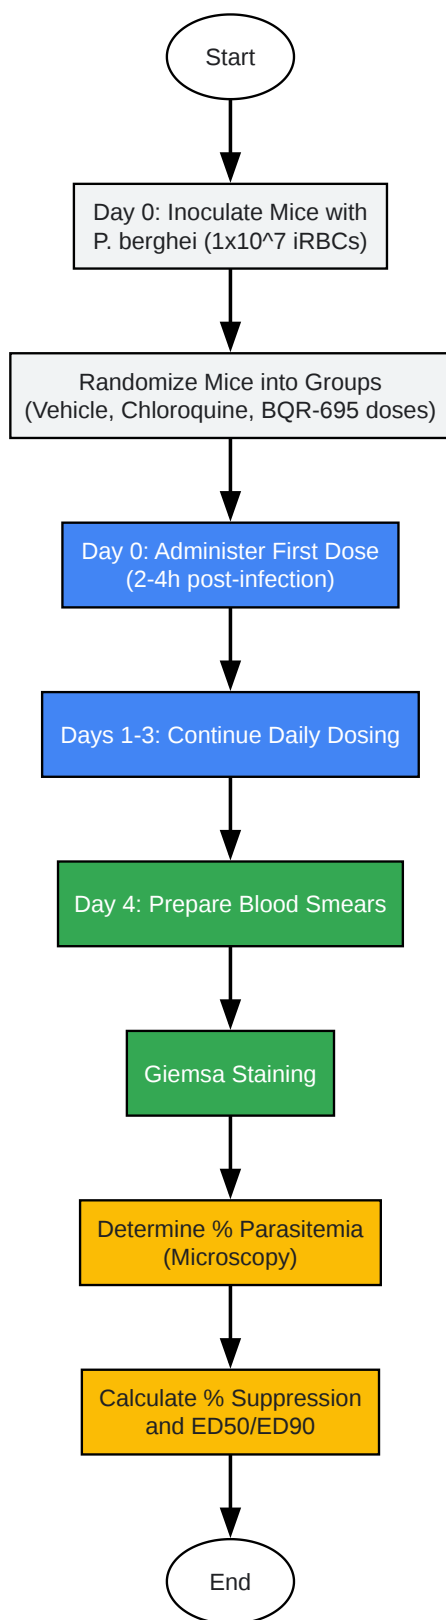 Start
Day 0: Inoculate Mice with
P. berghei (1x10^7 iRBCs)
Randomize Mice into Groups
(Vehicle, Chloroquine, BQR-695 doses)
Day 0: Administer First Dose
(2-4h post-infection)
Days 1-3: Continue Daily Dosing
Day 4: Prepare Blood Smears
Giemsa Staining
Determine % Parasitemia
(Microscopy)
Calculate % Suppression
and ED50/ED90
End